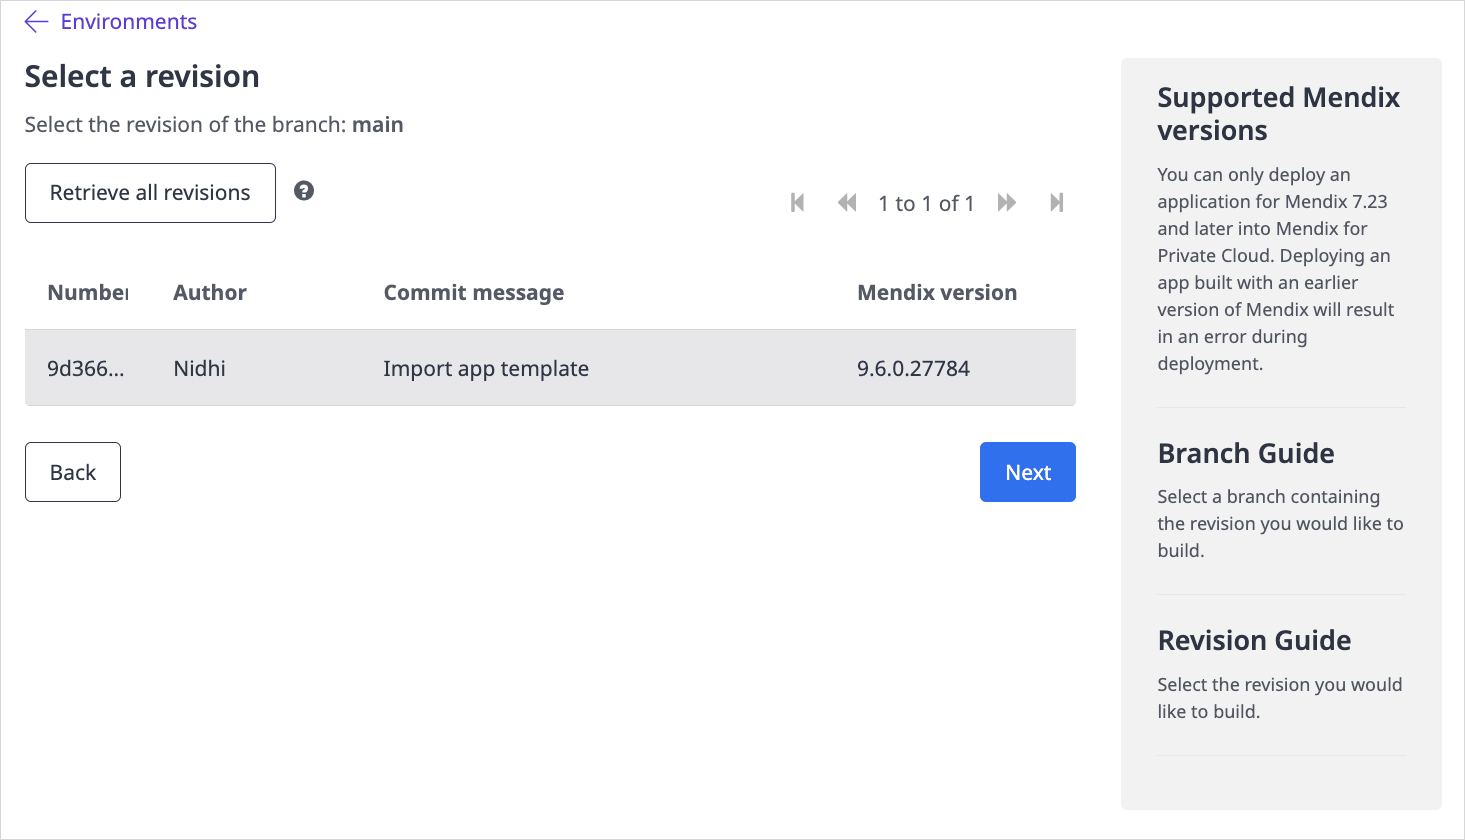 Environments
Select a revision
Select the revision of the branch: main
Retrieve all revisions
1 to 1 of 1
Number Author Commit message Mendix version
9d366... Nidhi Import app template 9.6.0.27784
Back Next
Supported Mendix
versions
You can only deploy an
application for Mendix 7.23
and later into Mendix for
Private Cloud. Deploying an
app built with an earlier
version of Mendix will result
in an error during
deployment.
Branch Guide
Select a branch containing
the revision you would like to
build.
Revision Guide
Select the revision you would
like to build.